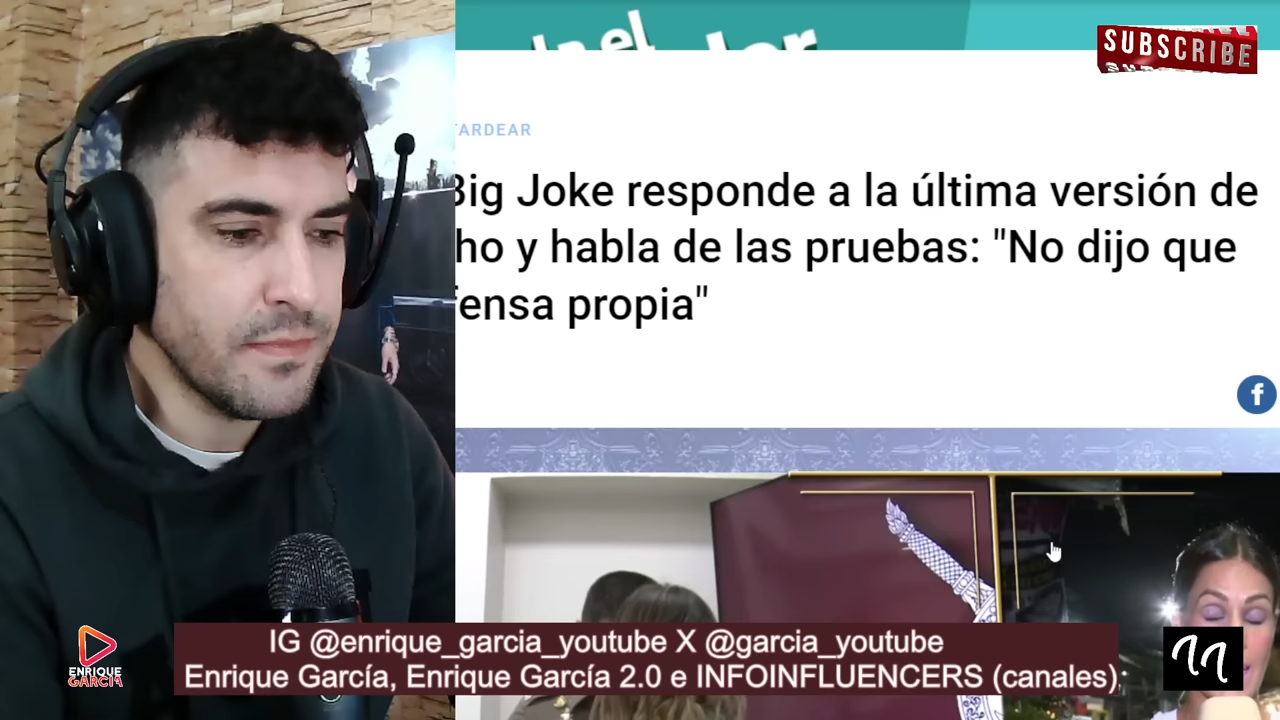 SUBSCRIBE
TARDEAR
Big Joke responde a la última versión de
ho y habla de las pruebas: "No dijo que
fensa propia"
f
IG @enrique_garcia_youtube X @garcia_youtube
Enrique García, Enrique García 2.0 e INFOINFLUENCERS (canales)
ENRIQUE
GARCÍA